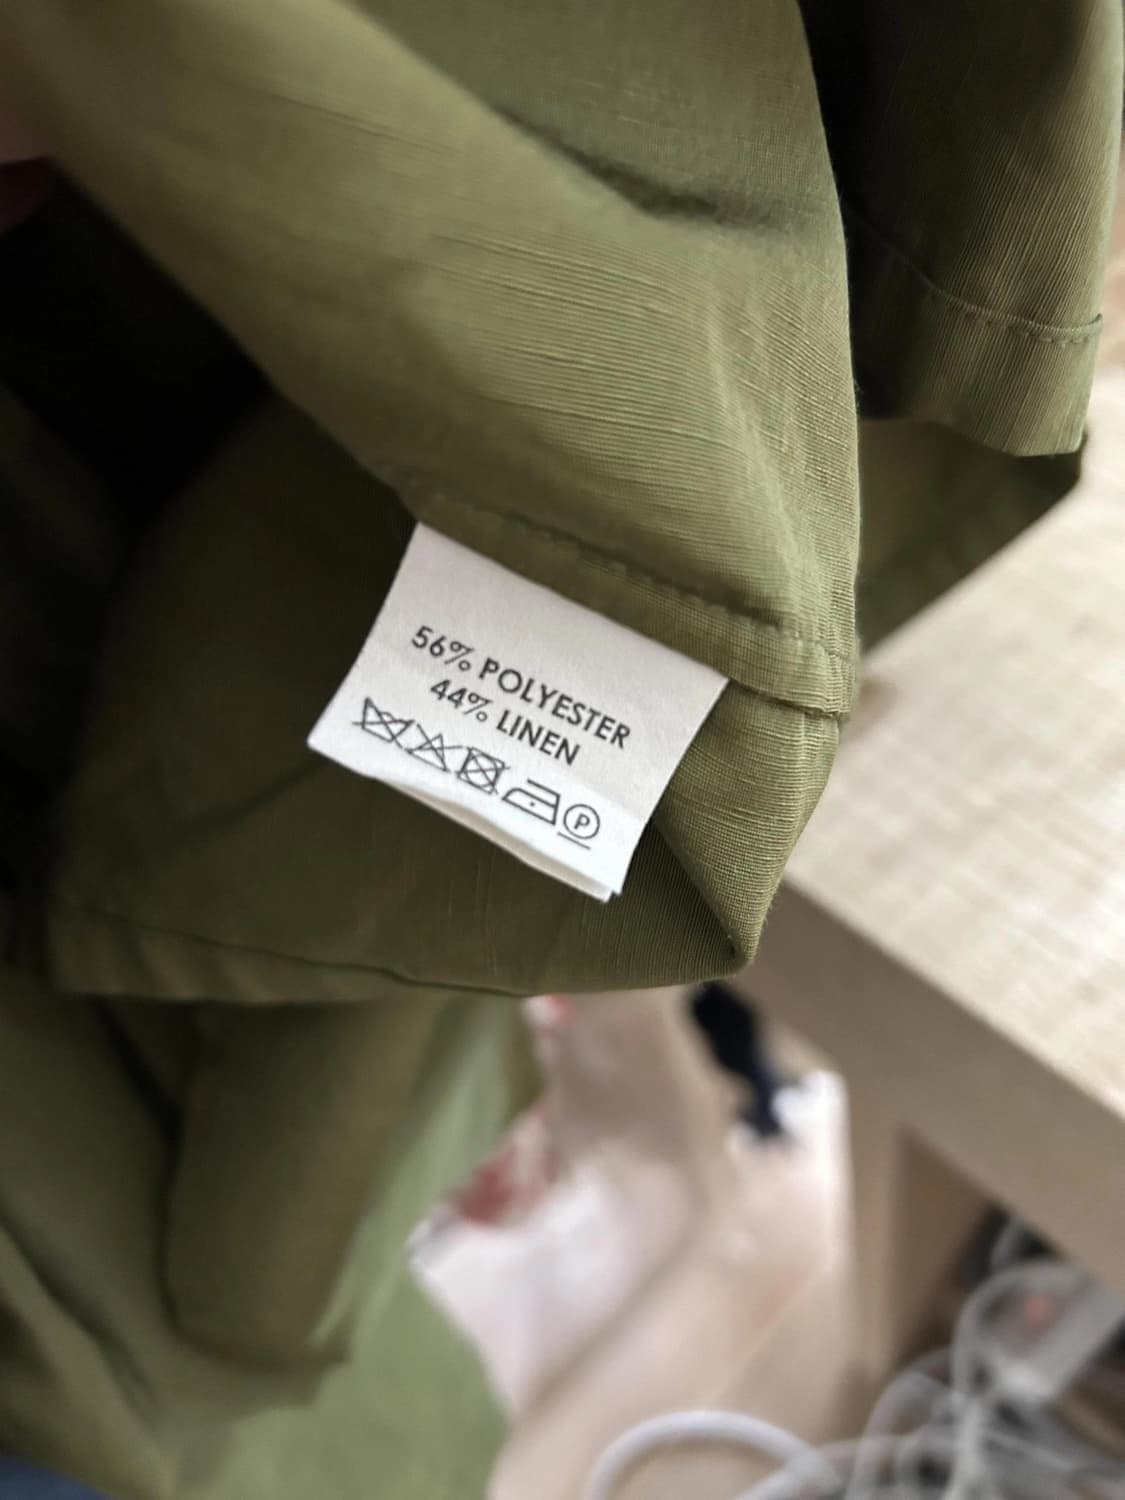 56% POLYESTER
44% LINEN
P